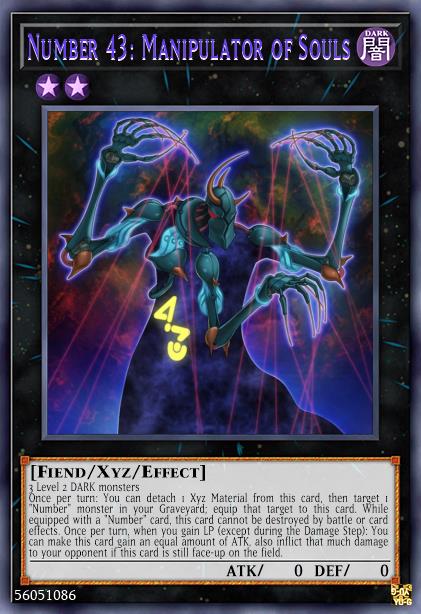 Number 43: Manipulator of Souls
DARK
闇
43
[Fiend/Xyz/Effect]
3 Level 2 DARK monsters
Once per turn: You can detach 1 Xyz Material from this card, then target 1
"Number" monster in your Graveyard; equip that target to this card. While
equipped with a "Number" card, this card cannot be destroyed by battle or card
effects. Once per turn, when you gain LP (except during the Damage Step): You
can make this card gain an equal amount of ATK, also inflict that much damage
to your opponent if this card is still face-up on the field.
ATK/ 0 DEF/ 0
56051086